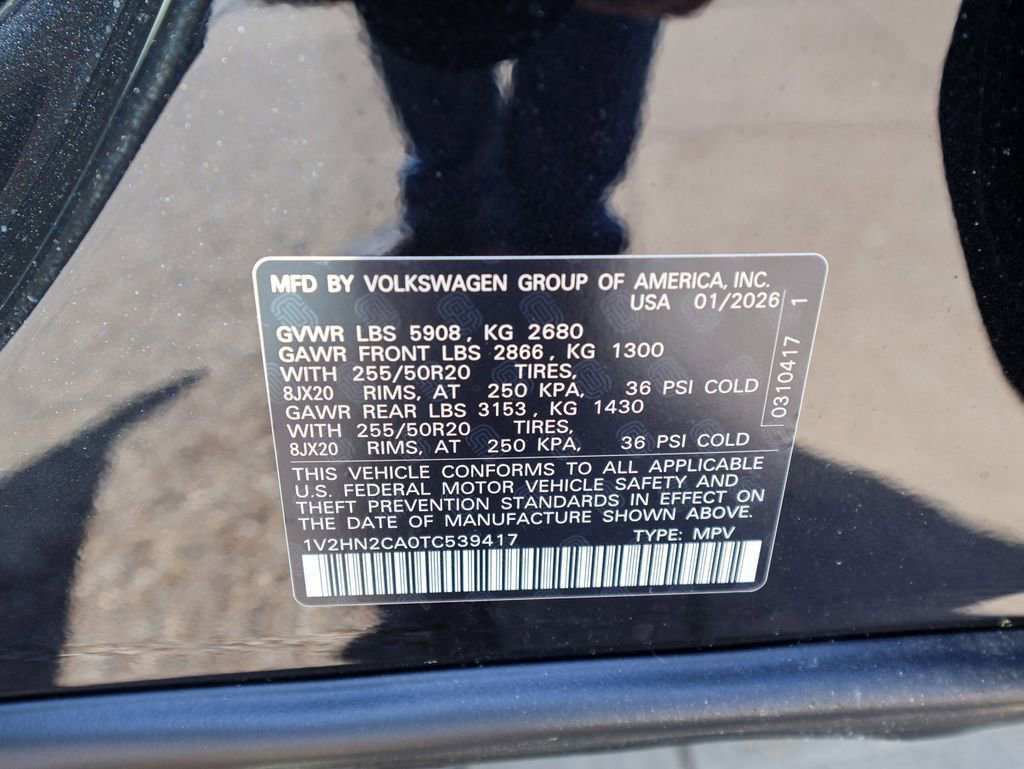 MFD BY VOLKSWAGEN GROUP OF AMERICA, INC.
USA 01/2026
GVWR LBS 5908, KG 2680
GAWR FRONT LBS 2866, KG 1300
WITH 255/50R20 TIRES,
8JX20 RIMS, AT 250 KPA, 36 PSI COLD
GAWR REAR LBS 3153, KG 1430
WITH 255/50R20 TIRES,
8JX20 RIMS, AT 250 KPA, 36 PSI COLD
0310417 1
THIS VEHICLE CONFORMS TO ALL APPLICABLE
U.S. FEDERAL MOTOR VEHICLE SAFETY AND
THEFT PREVENTION STANDARDS IN EFFECT ON
THE DATE OF MANUFACTURE SHOWN ABOVE.
1V2HN2CA0TC539417 TYPE: MPV